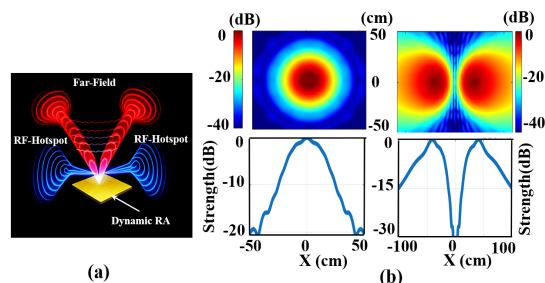 Far-Field
RF-Hotspot
RF-Hotspot
Dynamic RA
(a)
(dB)
0
-20
-40
(cm)
50
0
-50
(dB)
0
-20
-40
Strength(dB)
0
-10
-20
-50
0
50
X (cm)
Strength(dB)
0
-15
-30
-100
0
100
X (cm)
(b)